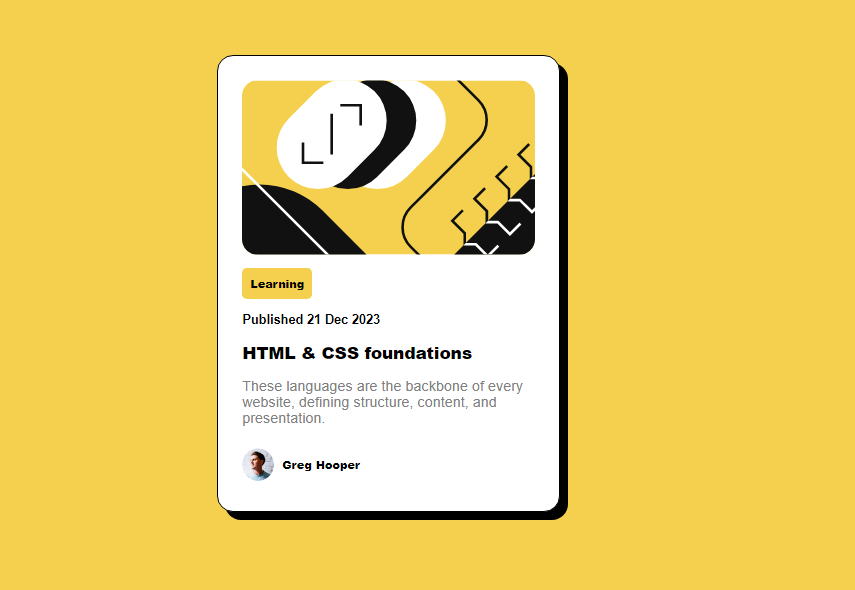 Learning
Published 21 Dec 2023
HTML & CSS foundations
These languages are the backbone of every
website, defining structure, content, and
presentation.
Greg Hooper